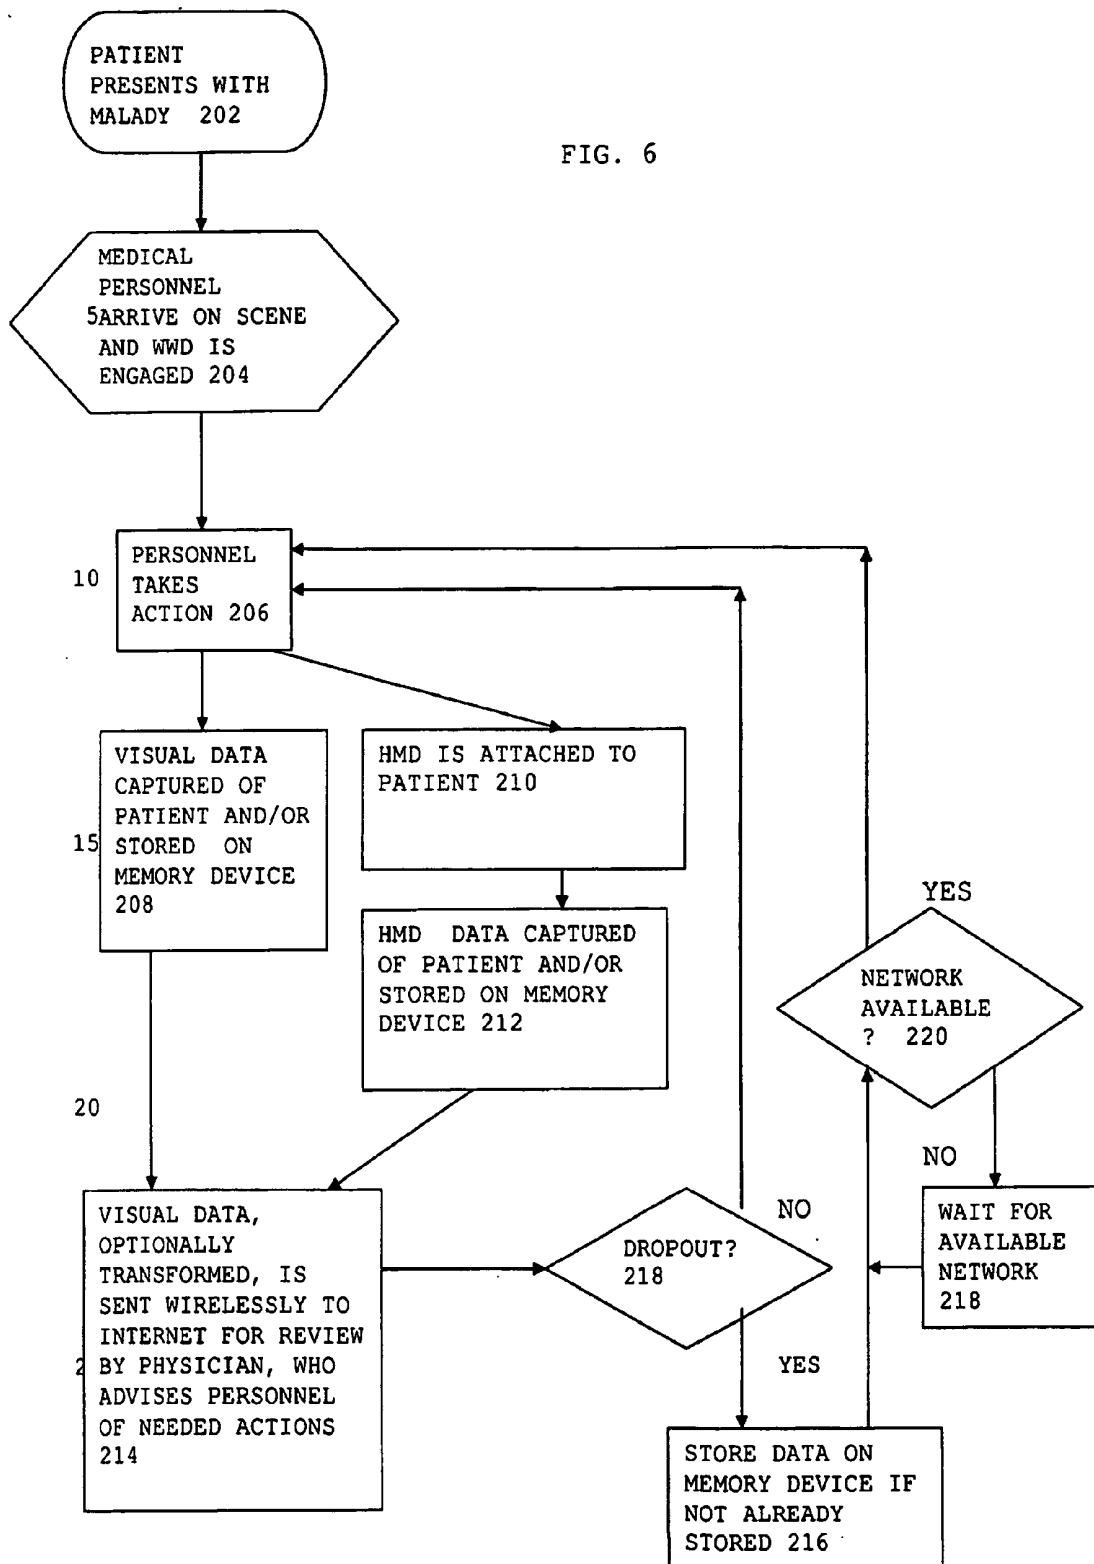 PATIENT
PRESENTS WITH
MALADY 202
FIG. 6
MEDICAL
PERSONNEL
5ARRIVE ON SCENE
AND WWD IS
ENGAGED 204
10
PERSONNEL
TAKES
ACTION 206
15
VISUAL DATA
CAPTURED OF
PATIENT AND/OR
STORED ON
MEMORY DEVICE
208
HMD IS ATTACHED TO
PATIENT 210
HMD DATA CAPTURED
OF PATIENT AND/OR
STORED ON MEMORY
DEVICE 212
YES
NETWORK
AVAILABLE
? 220
20
NO
WAIT FOR
AVAILABLE
NETWORK
218
VISUAL DATA,
OPTIONALLY
TRANSFORMED, IS
SENT WIRELESSLY TO
INTERNET FOR REVIEW
2 BY PHYSICIAN, WHO
ADVISES PERSONNEL
OF NEEDED ACTIONS
214
NO
DROPOUT?
218
YES
STORE DATA ON
MEMORY DEVICE IF
NOT ALREADY
STORED 216